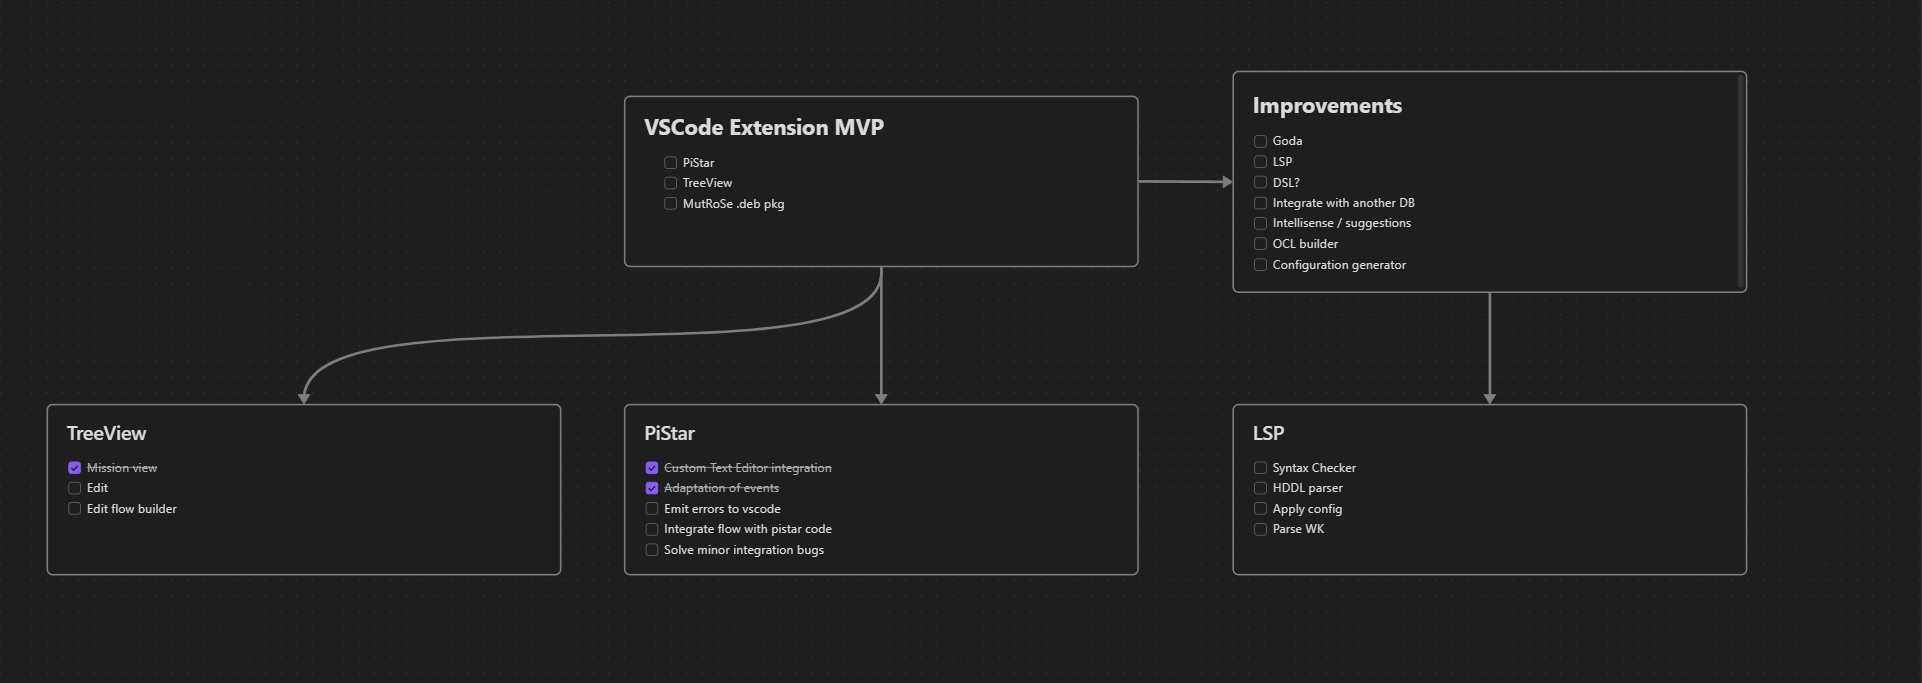 VSCode Extension MVP
PiStar
TreeView
MutRoSe .deb pkg
Improvements
Goda
LSP
DSL?
Integrate with another DB
Intellisense / suggestions
OCL builder
Configuration generator
TreeView
Mission view
Edit
Edit flow builder
PiStar
Custom Text Editor integration
Adaptation of events
Emit errors to vscode
Integrate flow with pistar code
Solve minor integration bugs
LSP
Syntax Checker
HDDL parser
Apply config
Parse WK